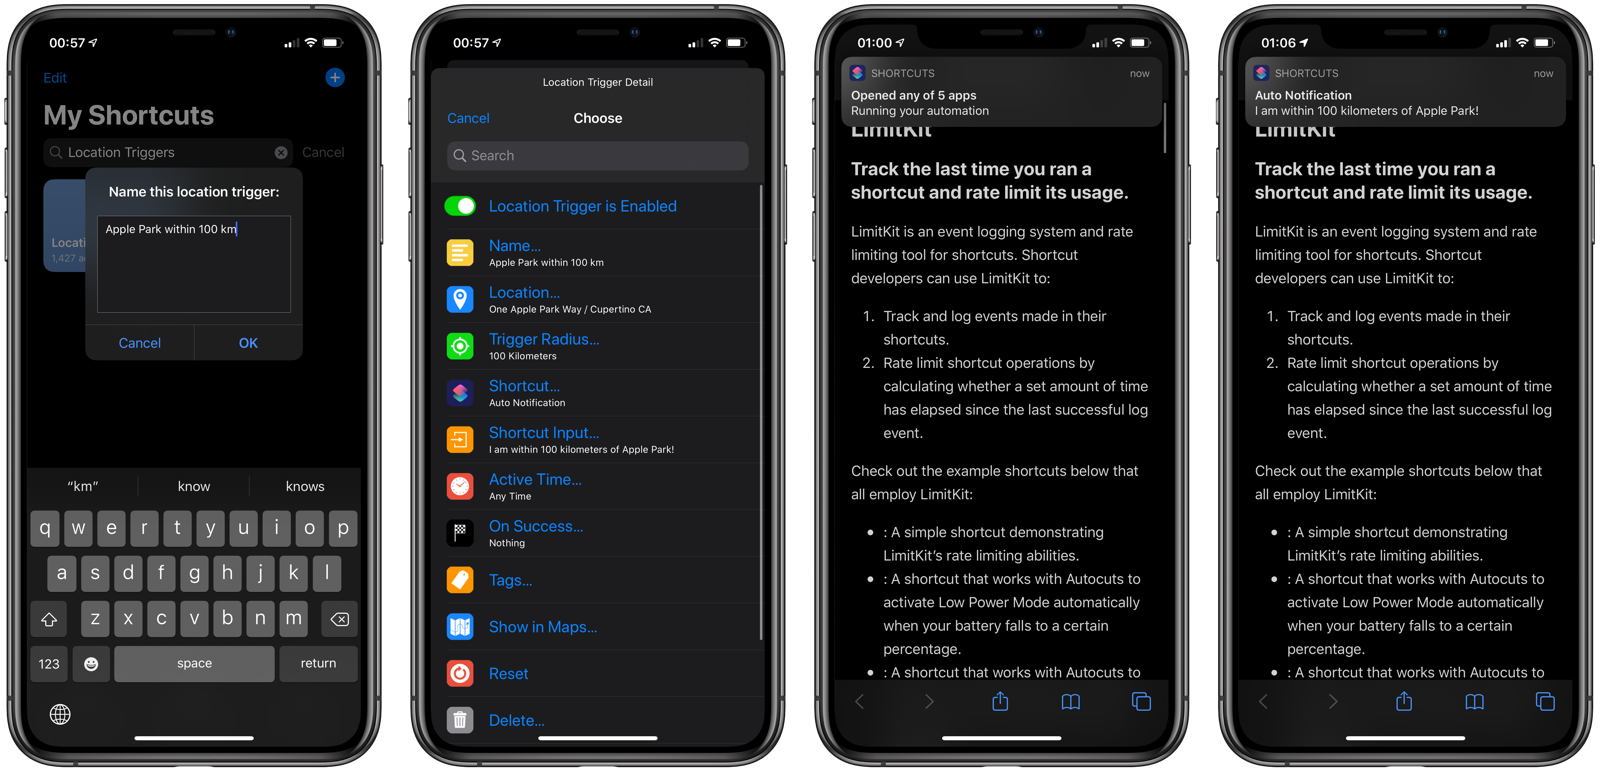 00:57
Edit
My Shortcuts
Location Triggers
Cancel
Name this location trigger:
Apple Park within 100 km
Locati
1,427 a
Cancel
OK
“km”
know
knows
q w e r t y u i o p
a s d f g h j k l
z x c v b n m
123
space
return
00:57
Location Trigger Detail
Cancel
Choose
Search
Location Trigger is Enabled
Name...
Apple Park within 100 km
Location...
One Apple Park Way / Cupertino CA
Trigger Radius...
100 Kilometers
Shortcut...
Auto Notification
Shortcut Input...
I am within 100 kilometers of Apple Park!
Active Time...
Any Time
On Success...
Nothing
Tags...
Show in Maps...
Reset
Delete...
01:00
SHORTCUTS
now
Opened any of 5 apps
Running your automation
LimitKit
Track the last time you ran a
shortcut and rate limit its usage.
LimitKit is an event logging system and rate
limiting tool for shortcuts. Shortcut
developers can use LimitKit to:
1. Track and log events made in their
shortcuts.
2. Rate limit shortcut operations by
calculating whether a set amount of time
has elapsed since the last successful log
event.
Check out the example shortcuts below that
all employ LimitKit:
• : A simple shortcut demonstrating
LimitKit’s rate limiting abilities.
• : A shortcut that works with Autocuts to
activate Low Power Mode automatically
when your battery falls to a certain
percentage.
• : A shortcut that works with Autocuts to
01:06
SHORTCUTS
now
Auto Notification
I am within 100 kilometers of Apple Park!
LimitKit
Track the last time you ran a
shortcut and rate limit its usage.
LimitKit is an event logging system and rate
limiting tool for shortcuts. Shortcut
developers can use LimitKit to:
1. Track and log events made in their
shortcuts.
2. Rate limit shortcut operations by
calculating whether a set amount of time
has elapsed since the last successful log
event.
Check out the example shortcuts below that
all employ LimitKit:
• : A simple shortcut demonstrating
LimitKit’s rate limiting abilities.
• : A shortcut that works with Autocuts to
activate Low Power Mode automatically
when your battery falls to a certain
percentage.
• : A shortcut that works with Autocuts to